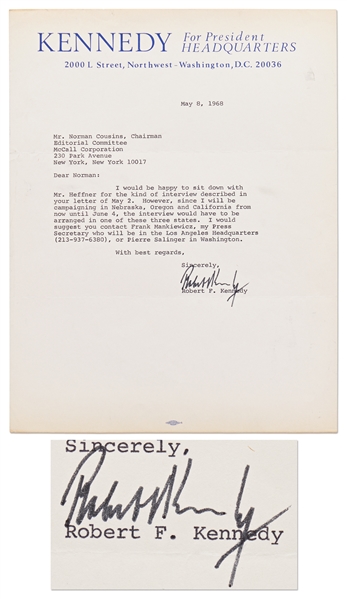 KENNEDY For President
HEADQUARTERS
2000 L Street, Northwest - Washington, D.C. 20036
May 8, 1968
Mr. Norman Cousins, Chairman
Editorial Committee
McCall Corporation
230 Park Avenue
New York, New York 10017
Dear Norman:
I would be happy to sit down with
Mr. Heffner for the kind of interview described in
your letter of May 2. However, since I will be
campaigning in Nebraska, Oregon and California from
now until June 4, the interview would have to be
arranged in one of these three states. I would
suggest you contact Frank Mankiewicz, my Press
Secretary who will be in the Los Angeles Headquarters
(213-937-6380), or Pierre Salinger in Washington.
With best regards,
Sincerely,
Robert Kennedy
Robert F. Kennedy
Sincerely,
Robert Kennedy
Robert F. Kennedy